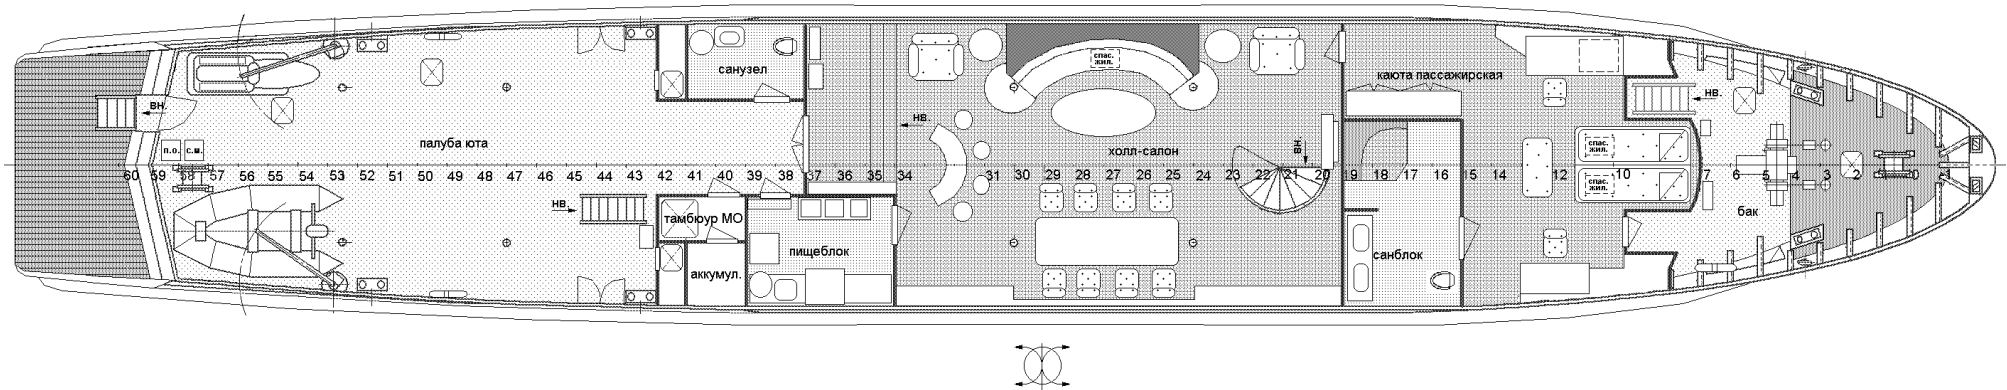 санузел
спас.
жил.
каюта пассажирская
вн.
нв.
нв.
палуба юта
п.о.
с.ш.
холл-салон
вн.
спас.
жил.
60 59 58 57 56 55 54 53 52 51 50 49 48 47 46 45 44 43 42 41 40 39 38 37 36 35 34 31 30 29 28 27 26 25 24 23 22 21 20 19 18 17 16 15 14 12 10 7 6 5 4 3 2 1
спас.
жил.
нв.
тамбюур МО
бак
пищеблок
санблок
аккумул.